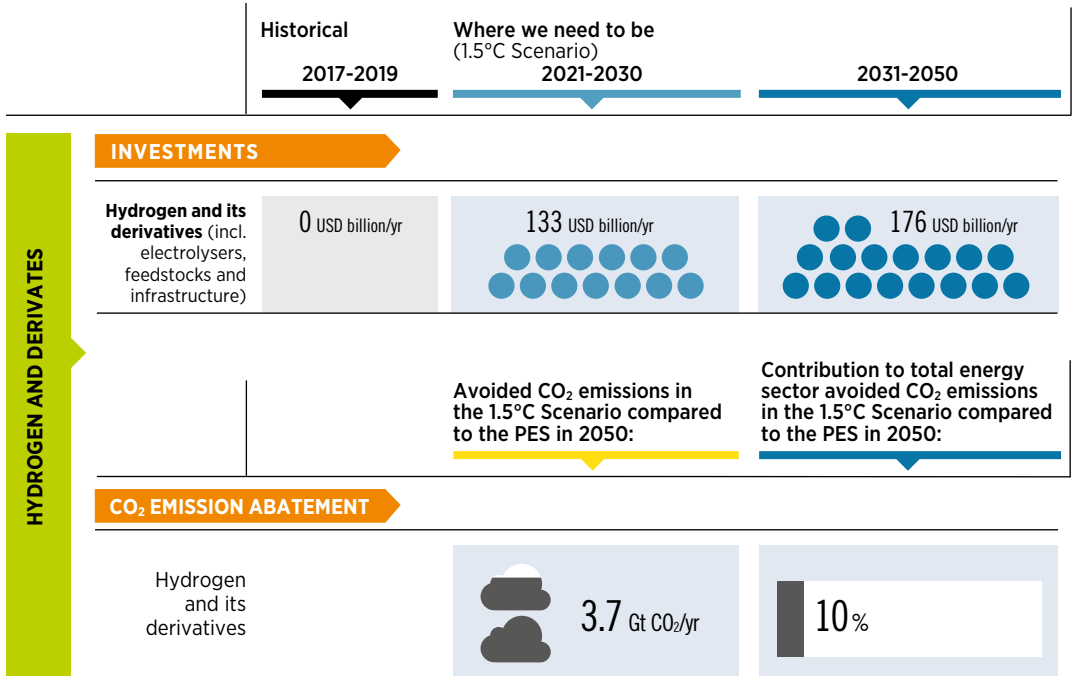 Historical
Where we need to be
(1.5°C Scenario)
2017-2019
2021-2030
2031-2050
HYDROGEN AND DERIVATES
INVESTMENTS
Hydrogen and its
derivatives (incl.
electrolysers,
feedstocks and
infrastructure)
0 USD billion/yr
133 USD billion/yr
176 USD billion/yr
Avoided CO₂ emissions in
the 1.5°C Scenario compared
to the PES in 2050:
Contribution to total energy
sector avoided CO₂ emissions
in the 1.5°C Scenario compared
to the PES in 2050:
CO₂ EMISSION ABATEMENT
Hydrogen
and its
derivatives
3.7 Gt CO₂/yr
10%